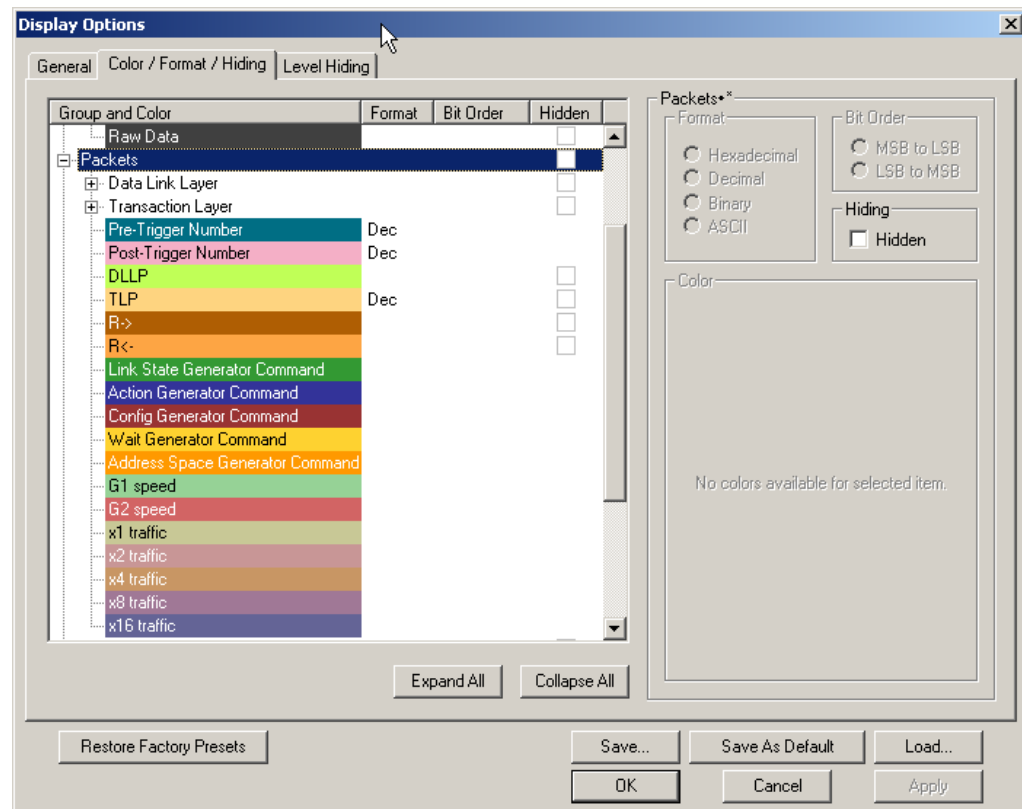 Display Options
General
Color / Format / Hiding
Level Hiding
Group and Color
Format
Bit Order
Hidden
Raw Data
Packets
Data Link Layer
Transaction Layer
Pre-Trigger Number Dec
Post-Trigger Number Dec
DLLP
TLP Dec
R->
R<-
Link State Generator Command
Action Generator Command
Config Generator Command
Wait Generator Command
Address Space Generator Command
G1 speed
G2 speed
x1 traffic
x2 traffic
x4 traffic
x8 traffic
x16 traffic
Expand All
Collapse All
Packets•*
Format
Hexadecimal
Decimal
Binary
ASCII
Bit Order
MSB to LSB
LSB to MSB
Hiding
Hidden
Color
No colors available for selected item.
Restore Factory Presets
Save...
Save As Default
Load...
OK
Cancel
Apply